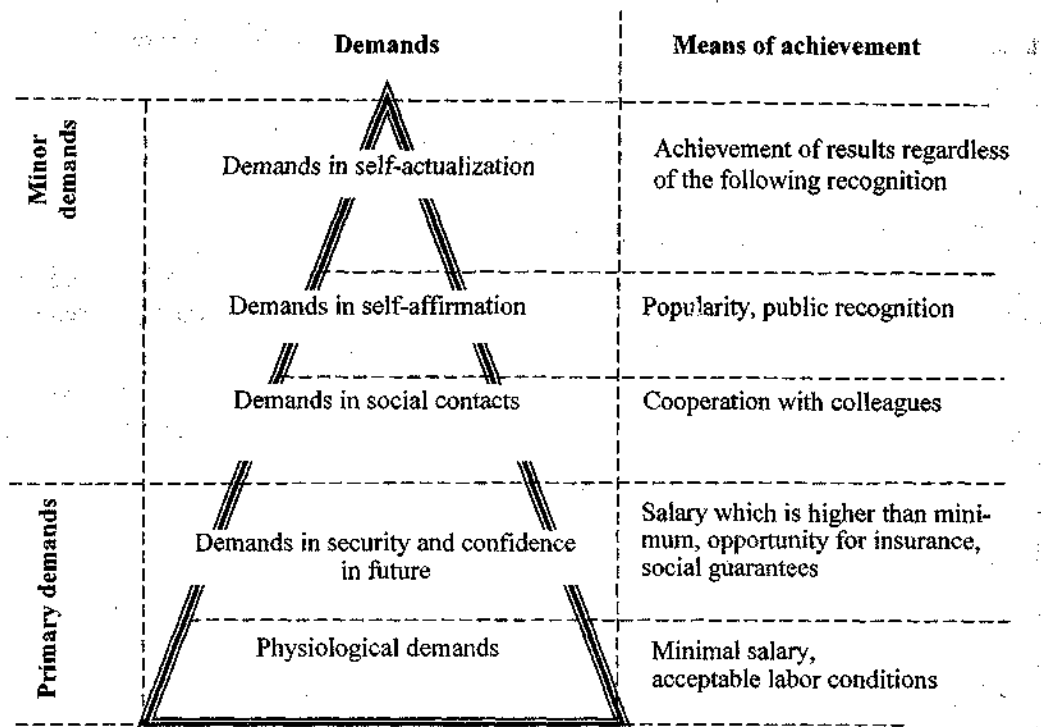 Demands
Means of achievement
Minor
demands
Demands in self-actualization
Achievement of results regardless
of the following recognition
Demands in self-affirmation
Popularity, public recognition
Demands in social contacts
Cooperation with colleagues
Primary demands
Demands in security and confidence
in future
Salary which is higher than mini-
mum, opportunity for insurance,
social guarantees
Physiological demands
Minimal salary,
acceptable labor conditions